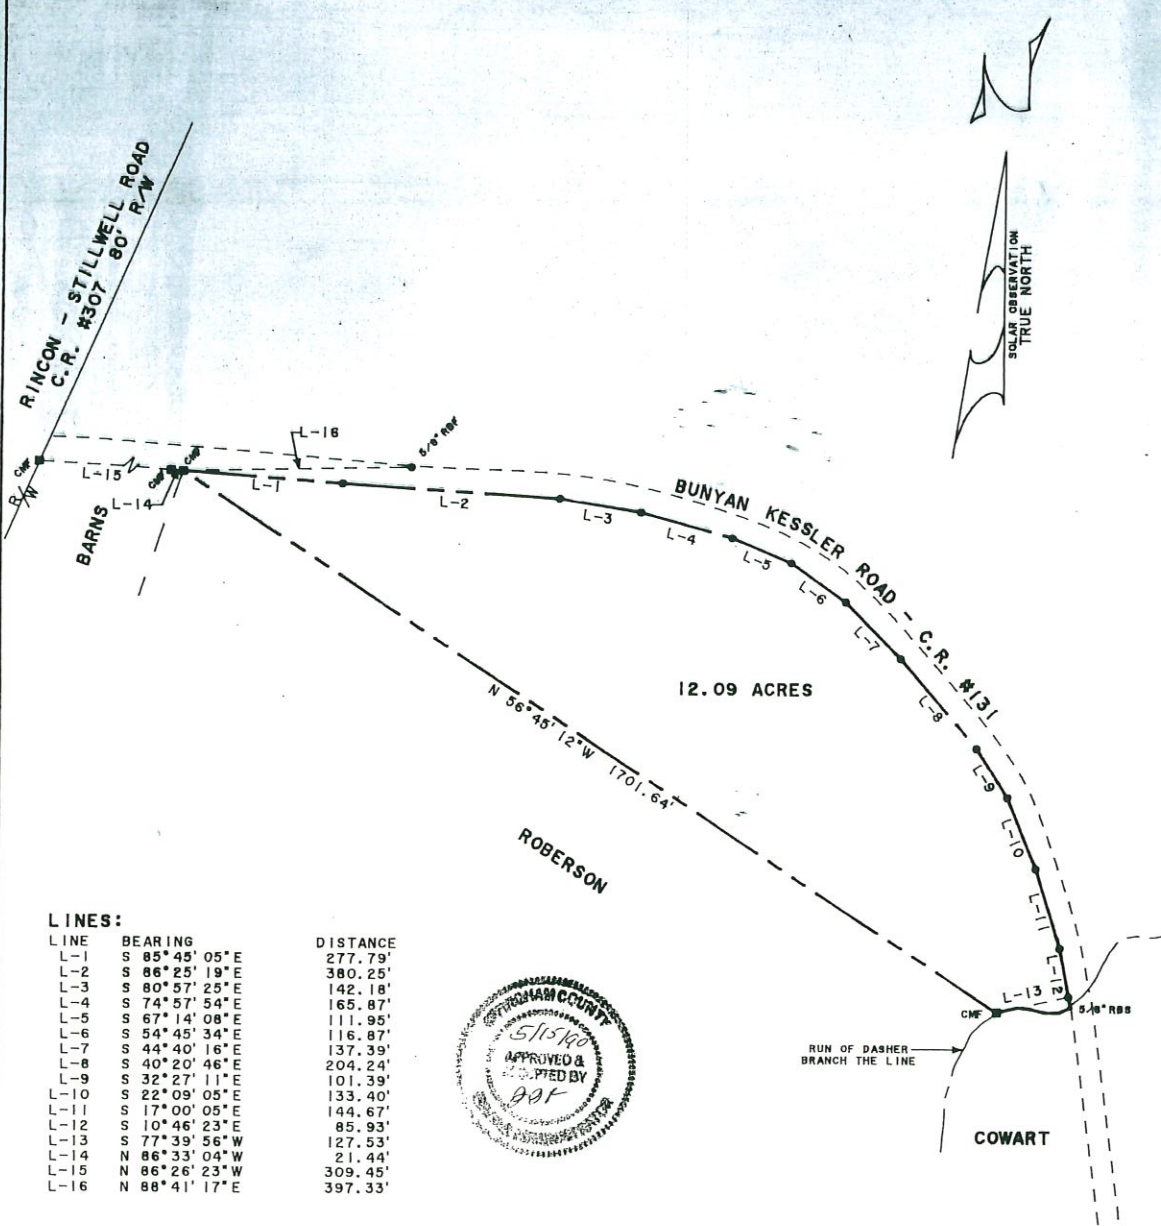 RINCON - STILLWELL ROAD
C.R. #307 80' R/W
SOLAR OBSERVATION
TRUE NORTH
CMF
R/W
L-15
CMF
CMF
L-14
BARNS
L-16
5/8" RBF
L-1
L-2
L-3
L-4
L-5
L-6
L-7
L-8
L-9
L-10
L-11
L-12
L-13
BUNYAN KESSLER ROAD - C.R. #131
12.09 ACRES
N 56°45'12"W 1701.64'
ROBERSON
CMF
5/8" RBS
RUN OF DASHER
BRANCH THE LINE
COWART
LINES:
LINE BEARING DISTANCE
L-1 S 85°45'05"E 277.79'
L-2 S 86°25'19"E 380.25'
L-3 S 80°57'25"E 142.18'
L-4 S 74°57'54"E 165.87'
L-5 S 67°14'08"E 111.95'
L-6 S 54°45'34"E 116.87'
L-7 S 44°40'16"E 137.39'
L-8 S 40°20'46"E 204.24'
L-9 S 32°27'11"E 101.39'
L-10 S 22°09'05"E 133.40'
L-11 S 17°00'05"E 144.67'
L-12 S 10°46'23"E 85.93'
L-13 S 77°39'56"W 127.53'
L-14 N 86°33'04"W 21.44'
L-15 N 86°26'23"W 309.45'
L-16 N 88°41'17"E 397.33'
COUNTY
5/15/90
APPROVED &
BY